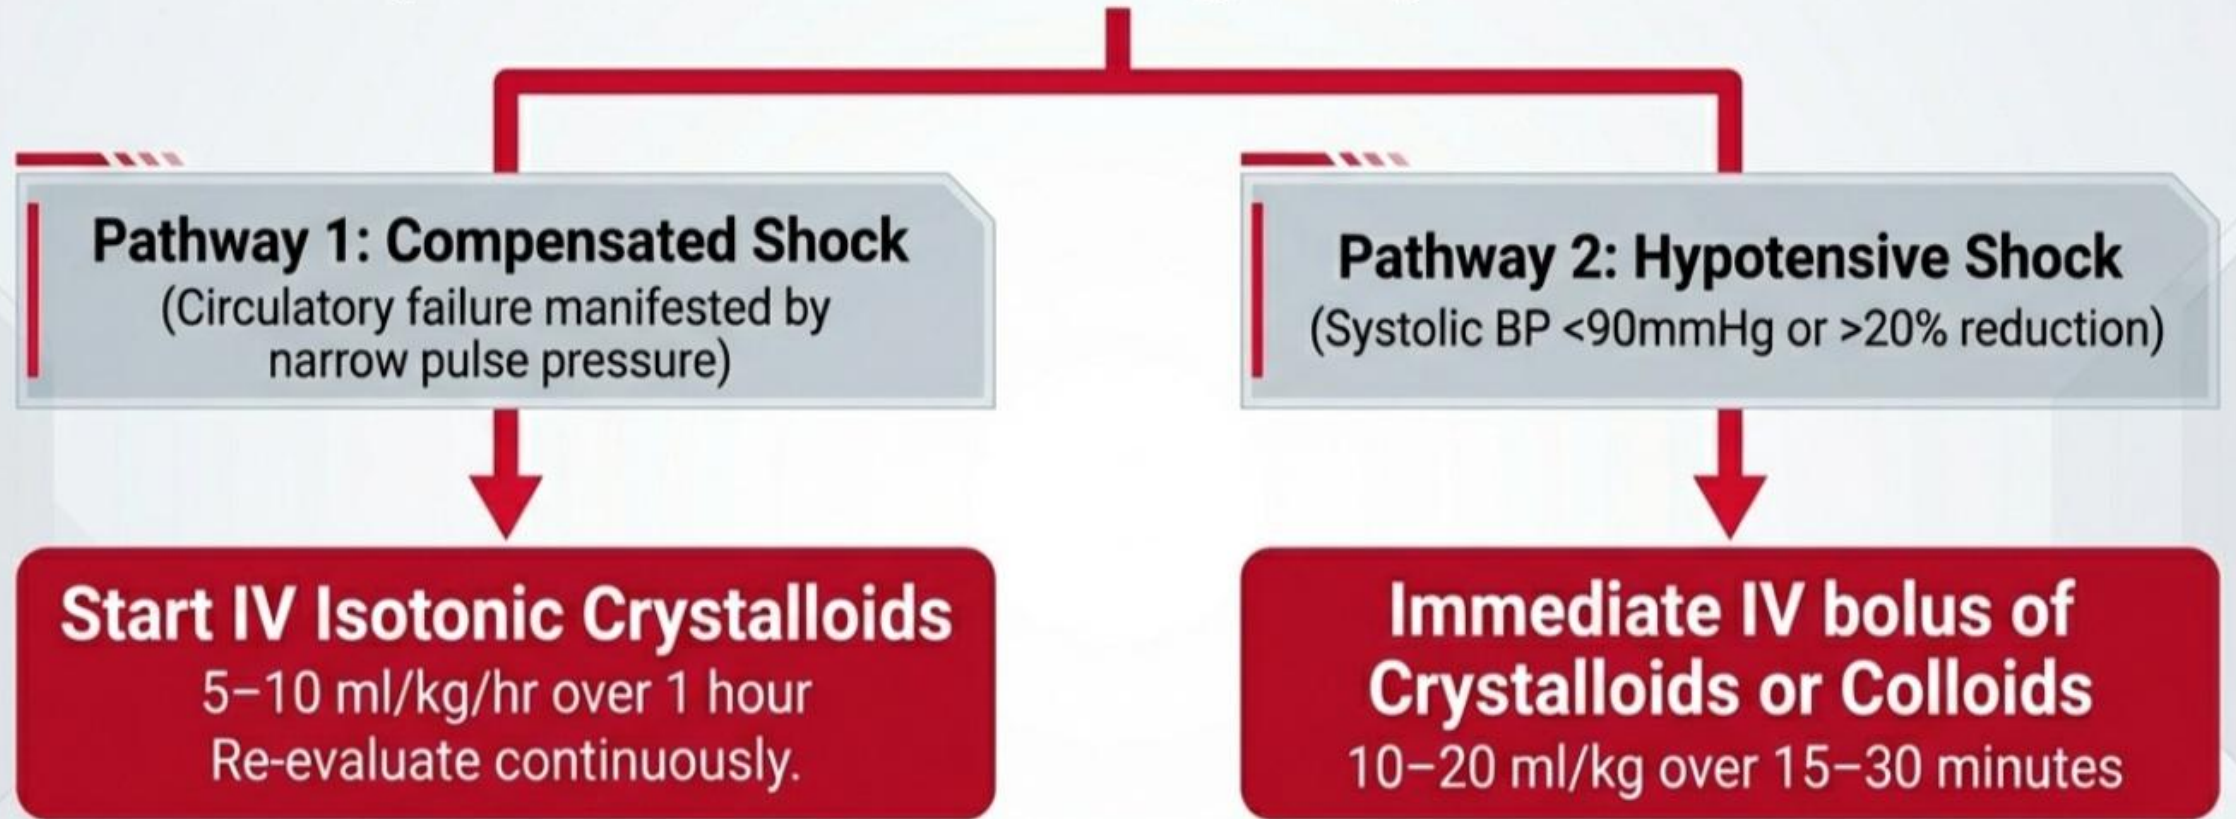 Pathway 1: Compensated Shock
(Circulatory failure manifested by
narrow pulse pressure)
Pathway 2: Hypotensive Shock
(Systolic BP <90mmHg or >20% reduction)
Start IV Isotonic Crystalloids
5–10 ml/kg/hr over 1 hour
Re-evaluate continuously.
Immediate IV bolus of
Crystalloids or Colloids
10–20 ml/kg over 15–30 minutes